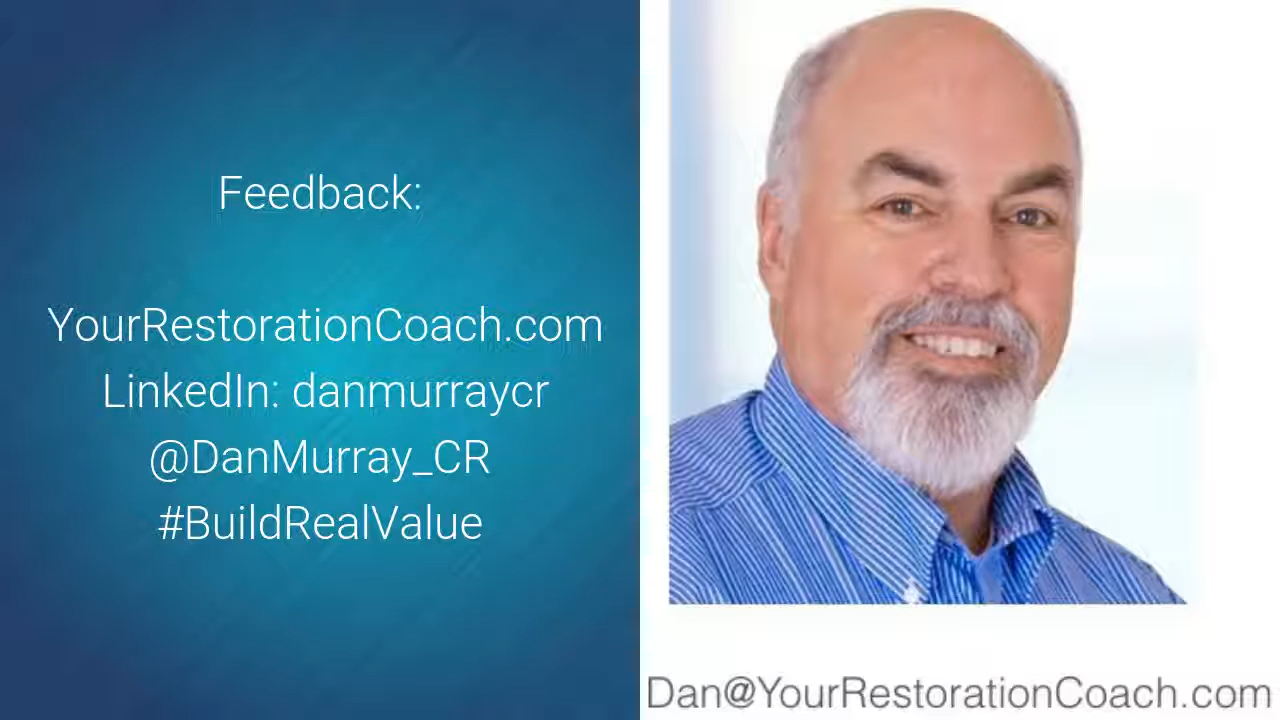 Feedback:
YourRestorationCoach.com
LinkedIn: danmurraycr
@DanMurray_CR
#BuildRealValue
Dan@YourRestorationCoach.com